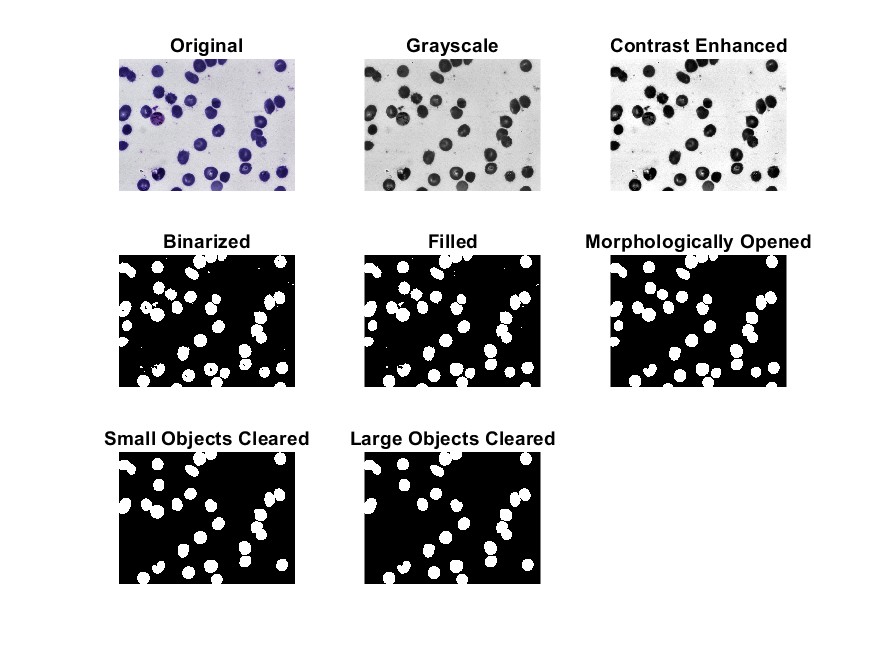 Original
Grayscale
Contrast Enhanced
Binarized
Filled
Morphologically Opened
Small Objects Cleared
Large Objects Cleared